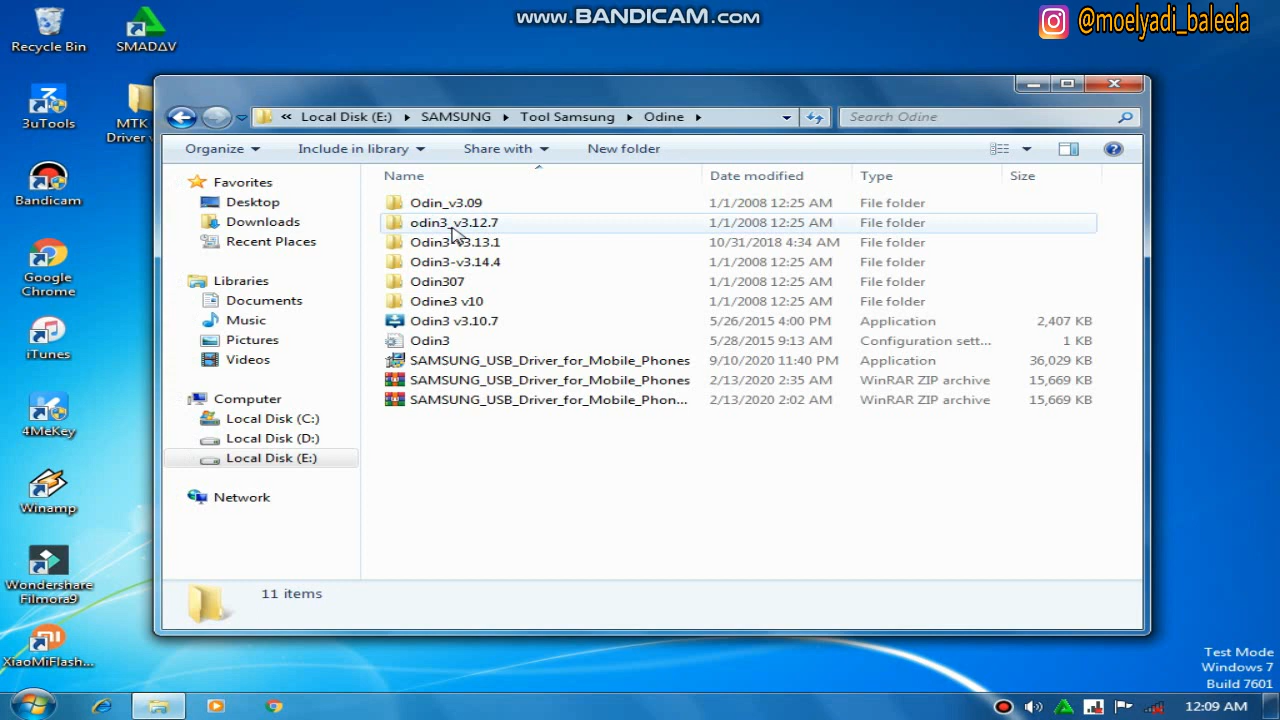 www.BANDICAM.com
@moelyadi_baleela
Recycle Bin
SMADΔV
3uTools
MTK
Driver v
Bandicam
Google
Chrome
iTunes
4MeKey
Winamp
Wondershare
Filmora9
XiaoMiFlash...
« Local Disk (E:) ▸ SAMSUNG ▸ Tool Samsung ▸ Odine ▸
Search Odine
Organize
Include in library
Share with
New folder
Favorites
Desktop
Downloads
Recent Places
Libraries
Documents
Music
Pictures
Videos
Computer
Local Disk (C:)
Local Disk (D:)
Local Disk (E:)
Network
Name Date modified Type Size
Odin_v3.09 1/1/2008 12:25 AM File folder
odin3_v3.12.7 1/1/2008 12:25 AM File folder
10/31/2018 4:34 AM File folder
Odin3-v3.14.4 1/1/2008 12:25 AM File folder
Odin307 1/1/2008 12:25 AM File folder
Odine3 v10 1/1/2008 12:25 AM File folder
Odin3 v3.10.7 5/26/2015 4:00 PM Application 2,407 KB
Odin3 5/28/2015 9:13 AM Configuration sett... 1 KB
SAMSUNG_USB_Driver_for_Mobile_Phones 9/10/2020 11:40 PM Application 36,029 KB
SAMSUNG_USB_Driver_for_Mobile_Phones 2/13/2020 2:35 AM WinRAR ZIP archive 15,669 KB
SAMSUNG_USB_Driver_for_Mobile_Phon... 2/13/2020 2:02 AM WinRAR ZIP archive 15,669 KB
11 items
Test Mode
Windows 7
Build 7601
12:09 AM